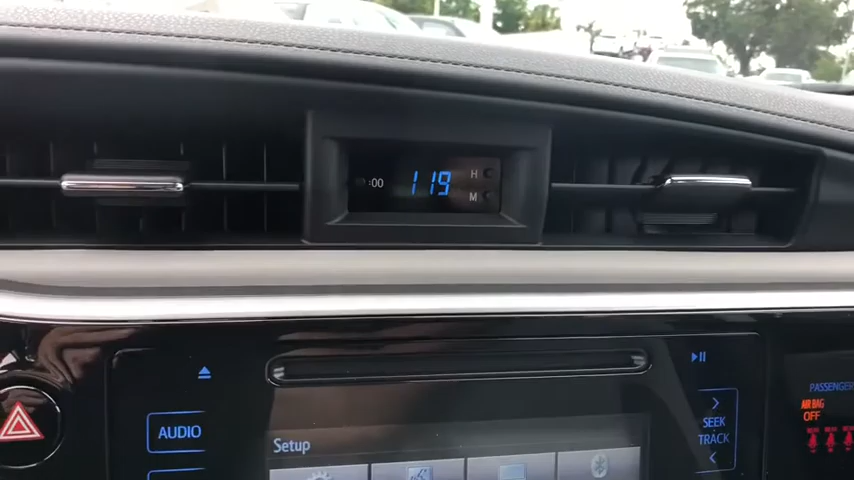 :00 1 19 H
M
AUDIO
Setup
SEEK
TRACK
PASSENGER
AIR BAG
OFF